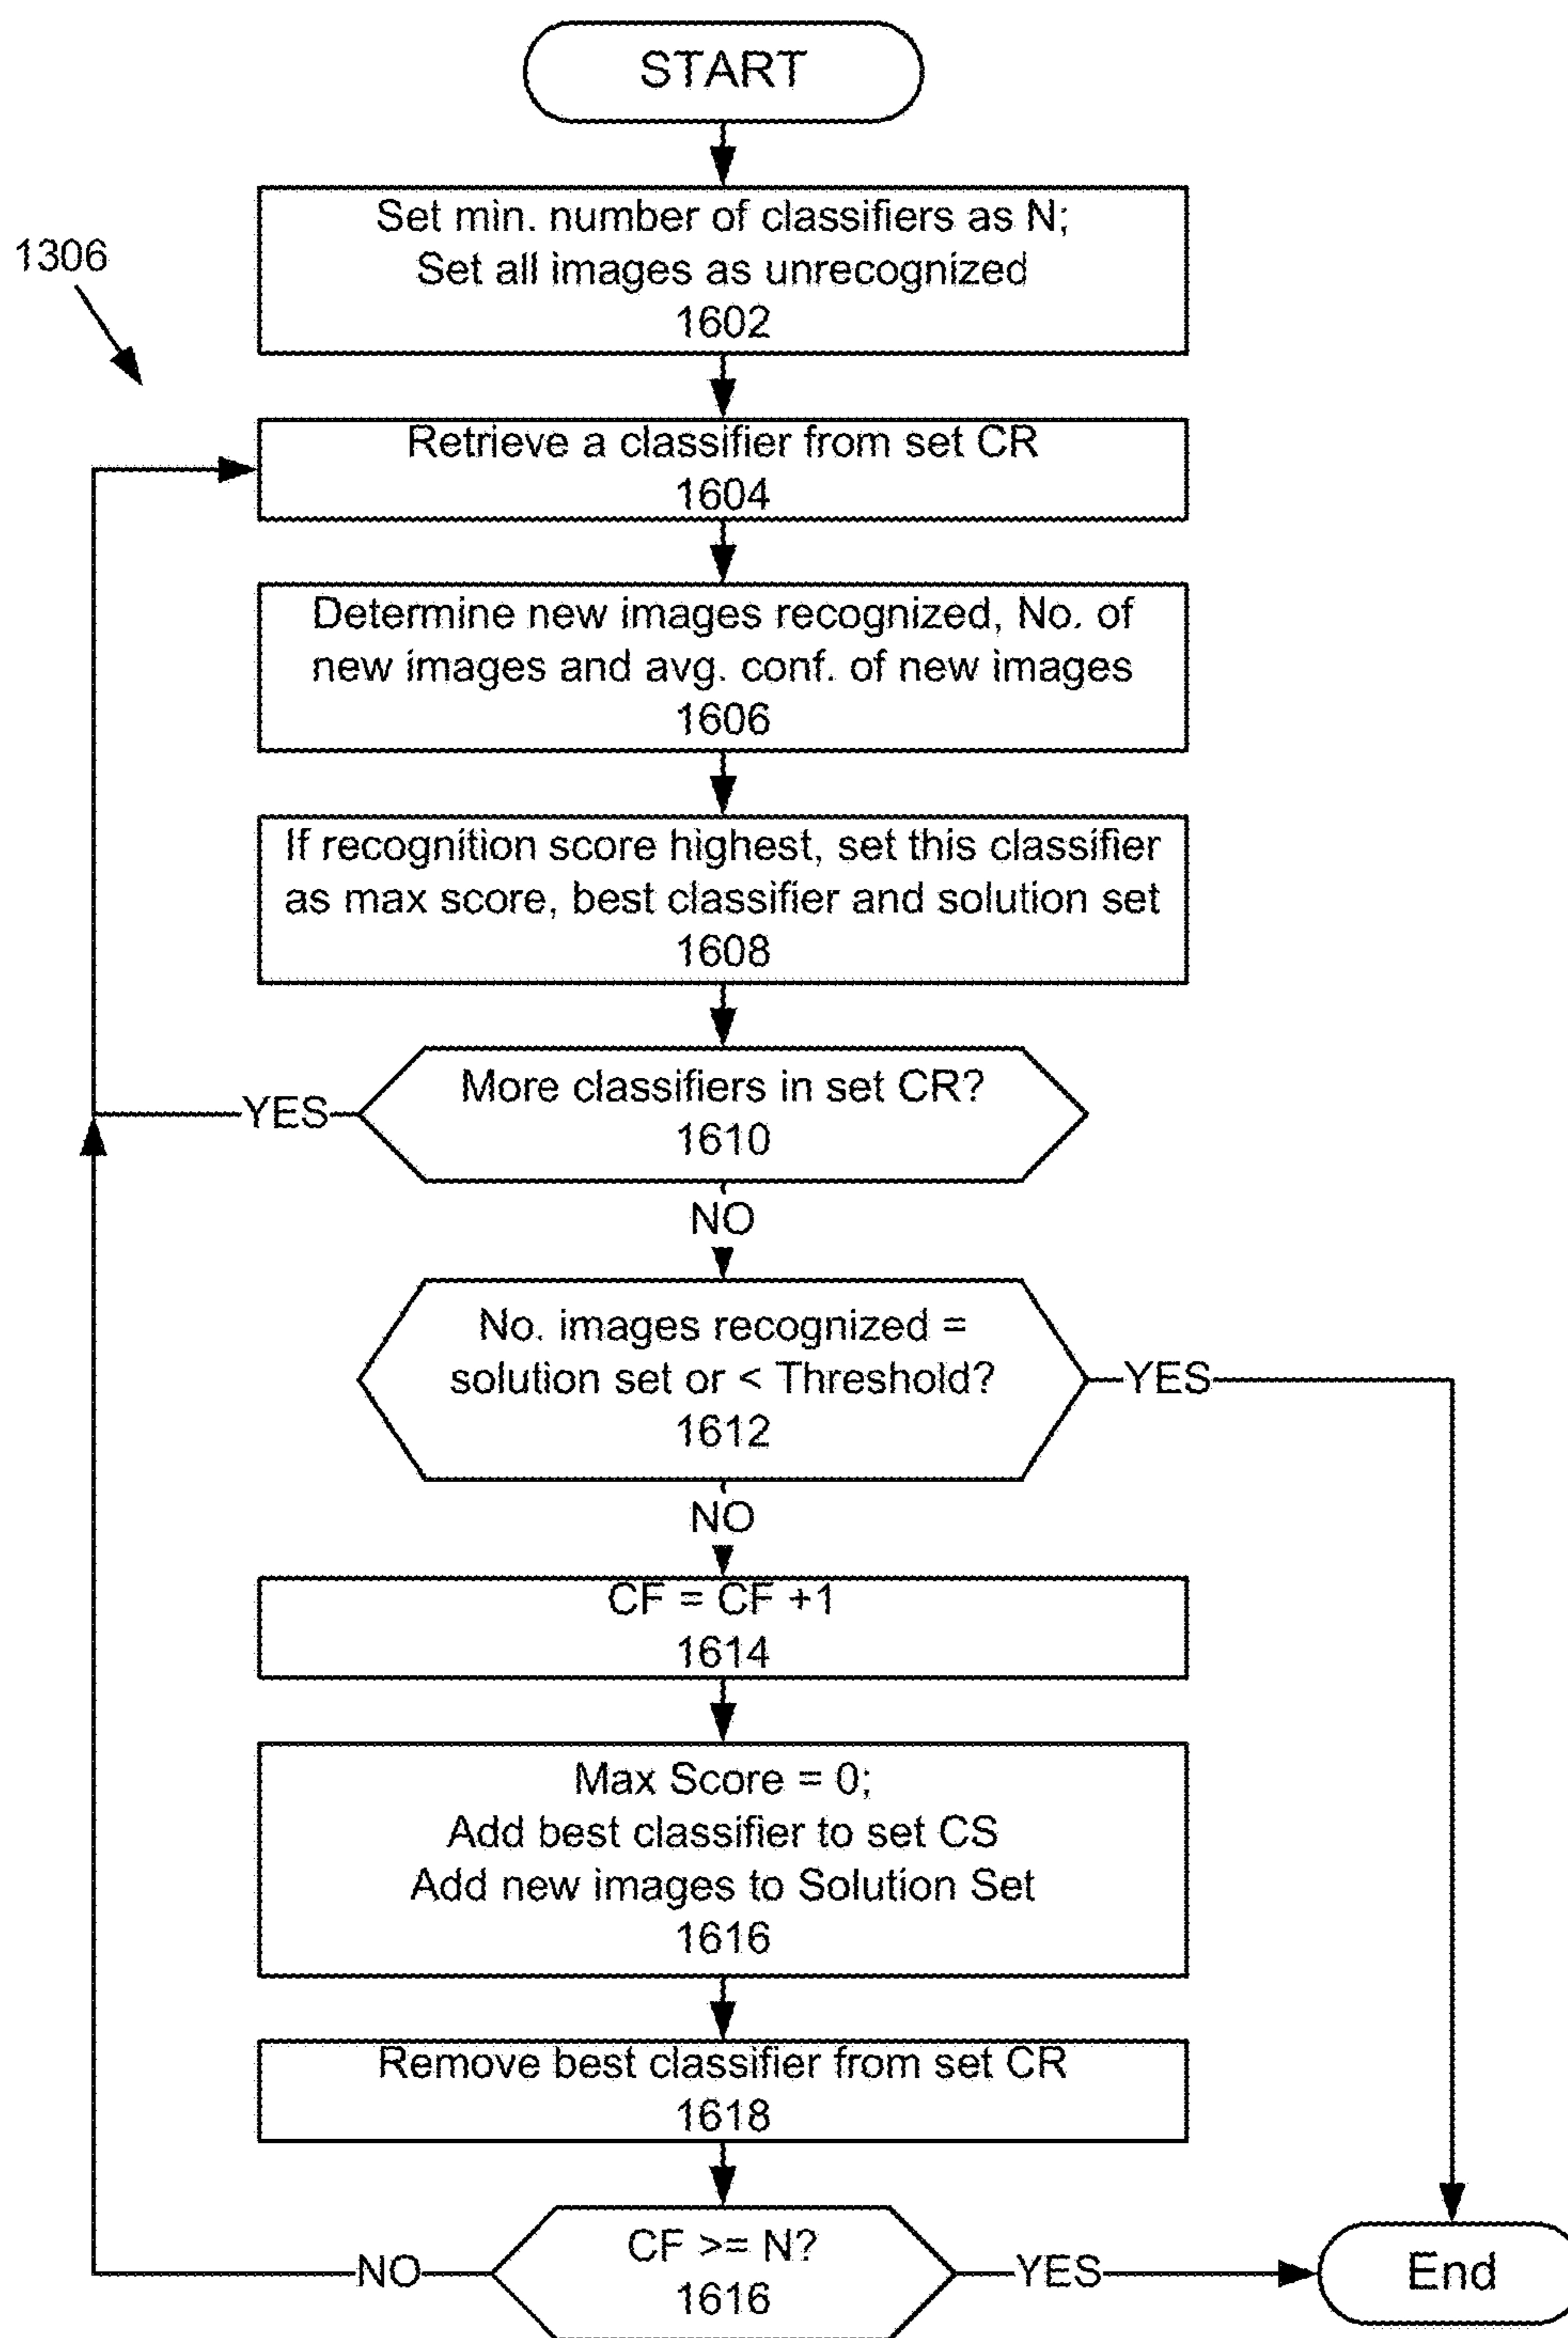 START
Set min. number of classifiers as N;
Set all images as unrecognized
1602
1306
Retrieve a classifier from set CR
1604
Determine new images recognized, No. of
new images and avg. conf. of new images
1606
If recognition score highest, set this classifier
as max score, best classifier and solution set
1608
More classifiers in set CR?
1610
YES
NO
No. images recognized =
solution set or < Threshold?
1612
YES
NO
CF = CF +1
1614
Max Score = 0;
Add best classifier to set CS
Add new images to Solution Set
1616
Remove best classifier from set CR
1618
CF >= N?
1616
NO
YES
End